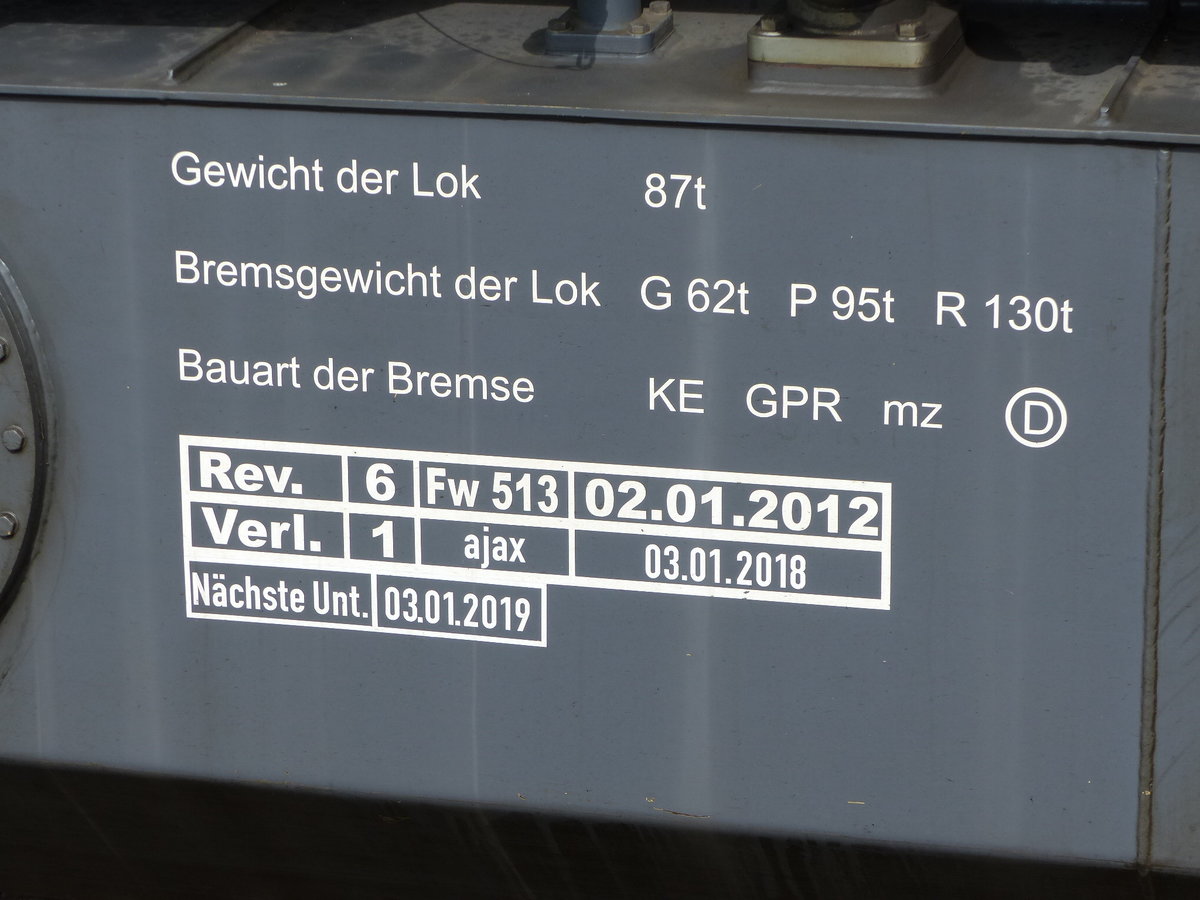 Gewicht der Lok 87t
Bremsgewicht der Lok G 62t P 95t R 130t
Bauart der Bremse KE GPR mz D
Rev. 6 Fw 513 02.01.2012
Verl. 1 ajax 03.01.2018
Nächste Unt. 03.01.2019